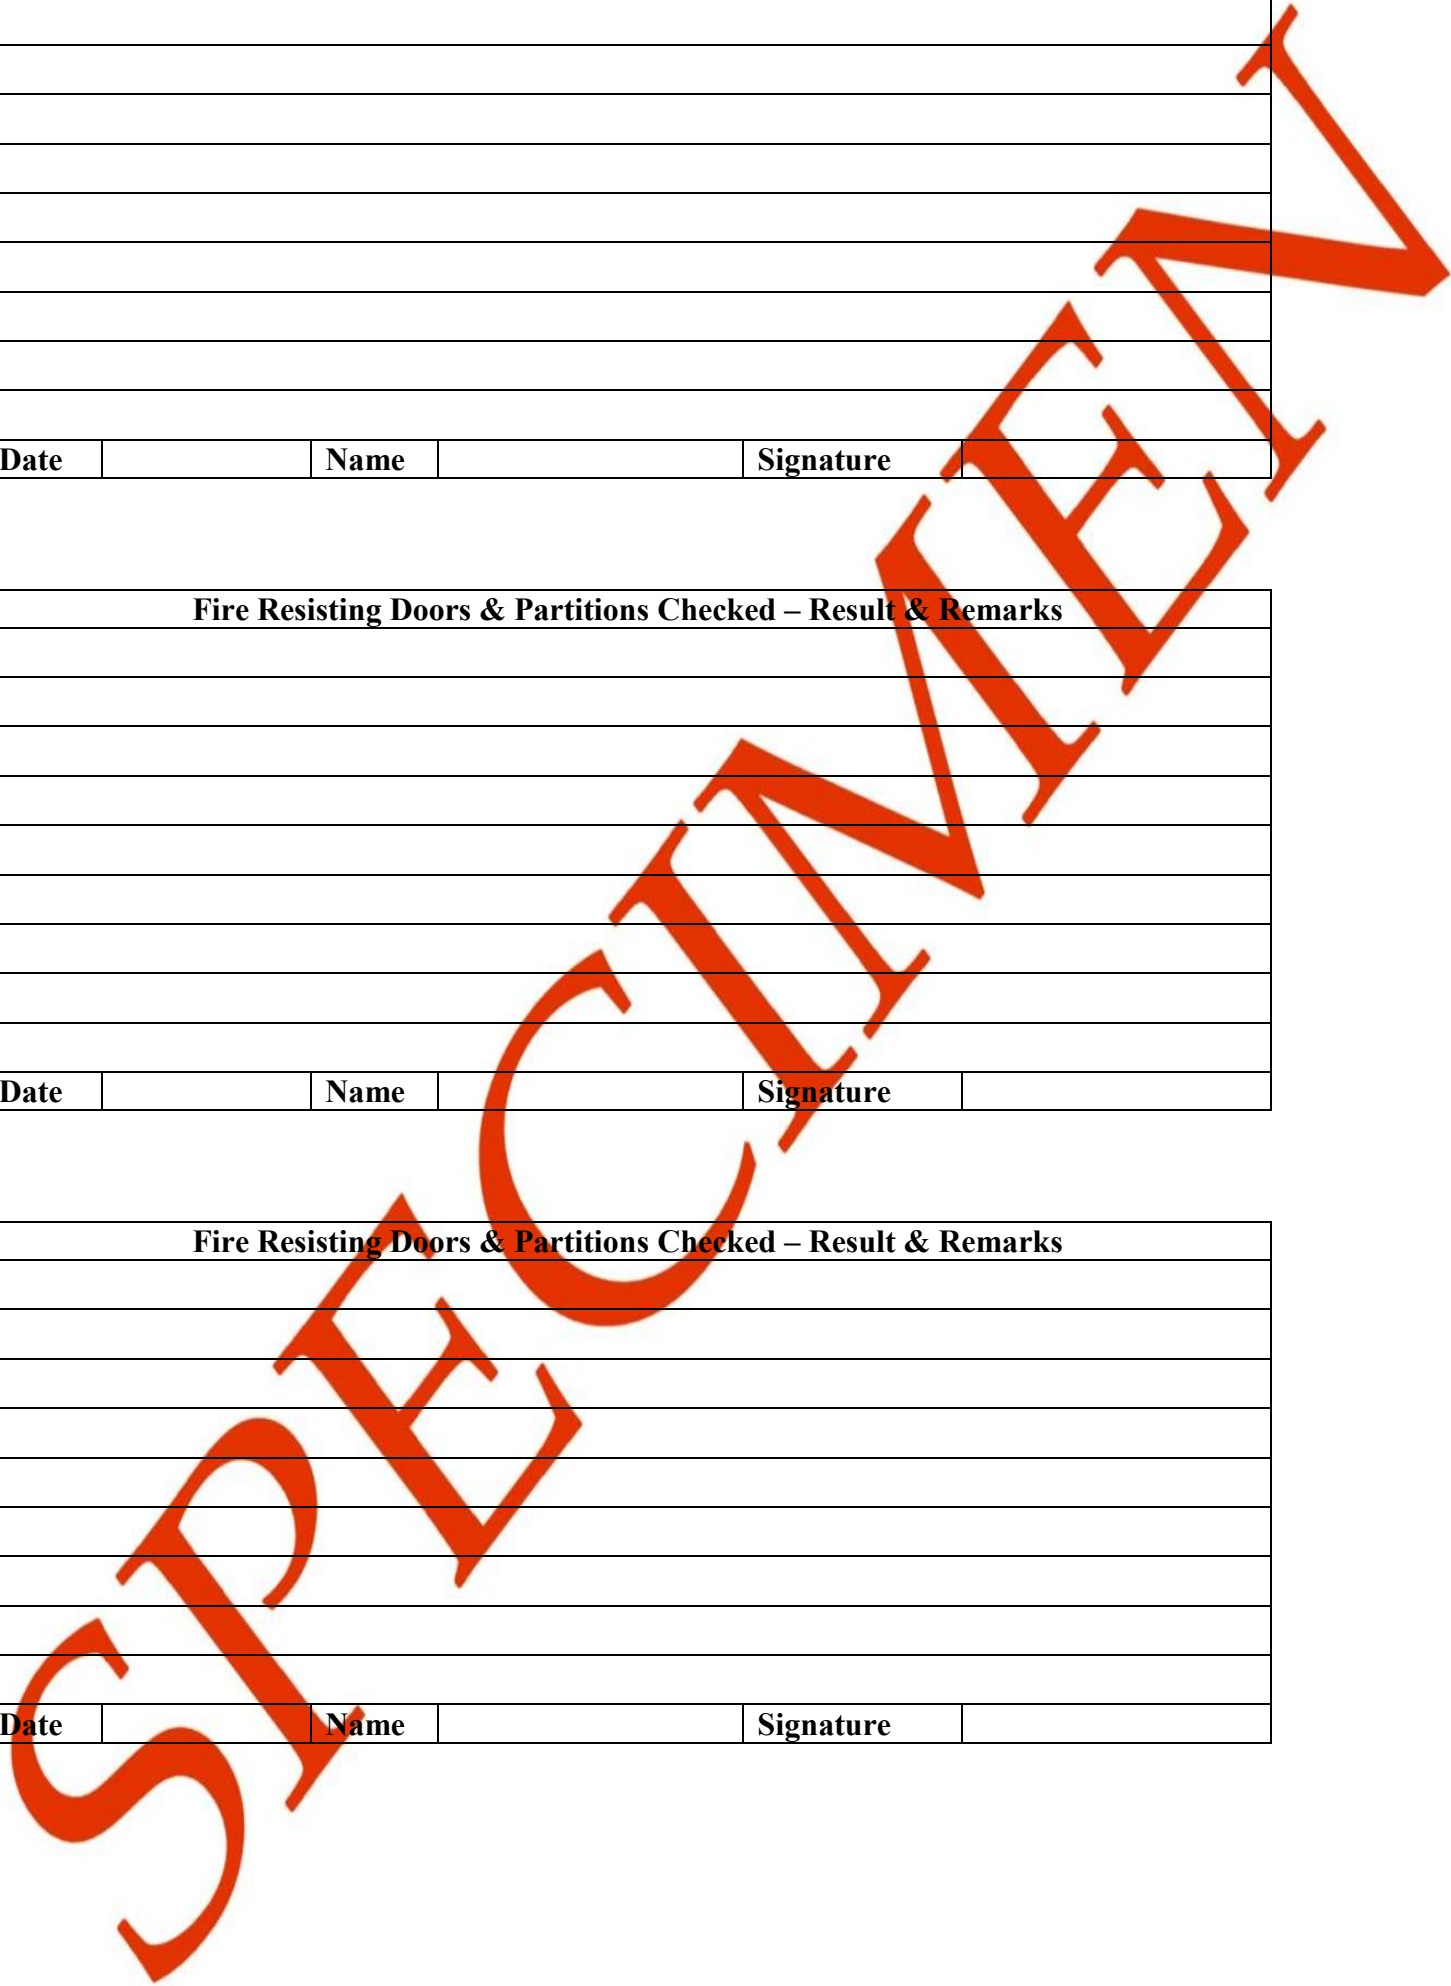 Date Name Signature
Fire Resisting Doors & Partitions Checked – Result & Remarks
Date Name Signature
Fire Resisting Doors & Partitions Checked – Result & Remarks
Date Name Signature
SPECIMEN